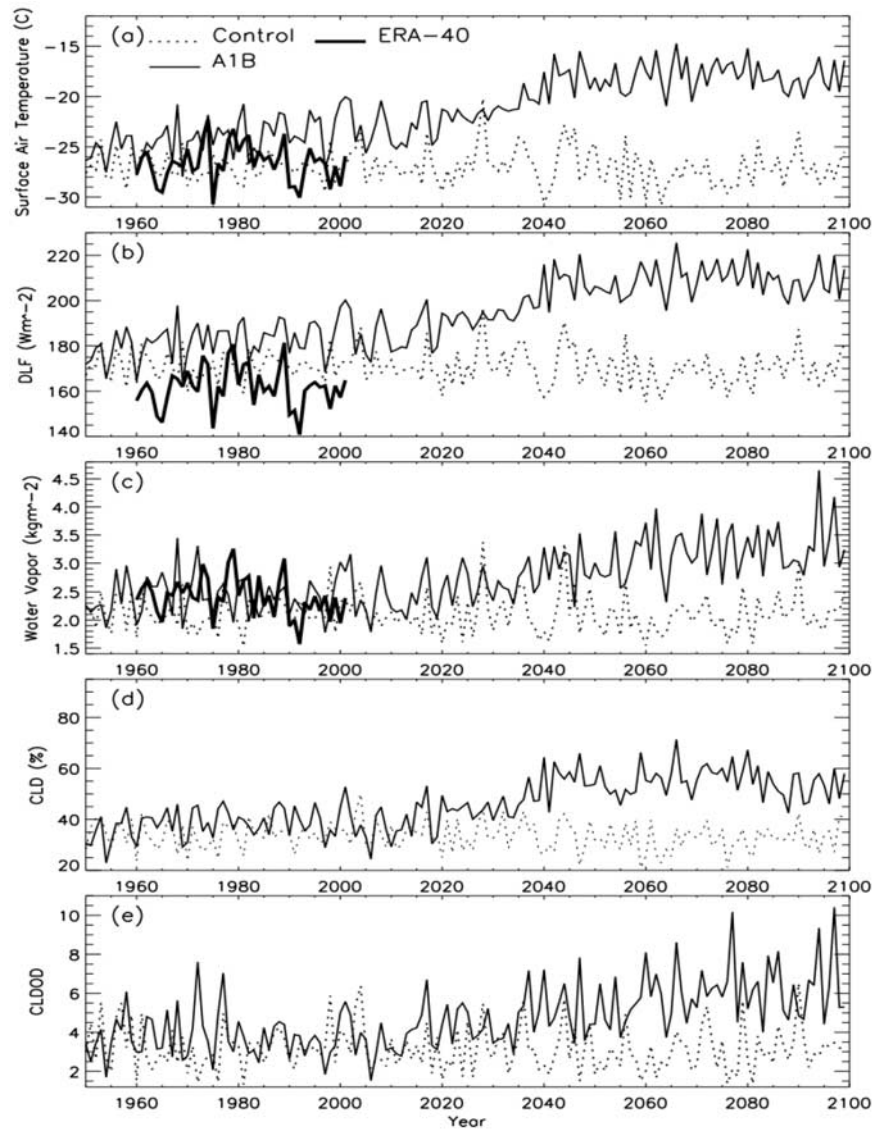 (a) Control ERA-40
A1B
Surface Air Temperature (C)
-15
-20
-25
-30
1960 1980 2000 2020 2040 2060 2080 2100
(b)
DLF (Wm^-2)
220
200
180
160
140
1960 1980 2000 2020 2040 2060 2080 2100
(c)
Water Vapor (kgm^-2)
4.5
4.0
3.5
3.0
2.5
2.0
1.5
1960 1980 2000 2020 2040 2060 2080 2100
(d)
CLD (%)
80
60
40
20
1960 1980 2000 2020 2040 2060 2080 2100
(e)
CLDOD
10
8
6
4
2
1960 1980 2000 2020 2040 2060 2080 2100
Year